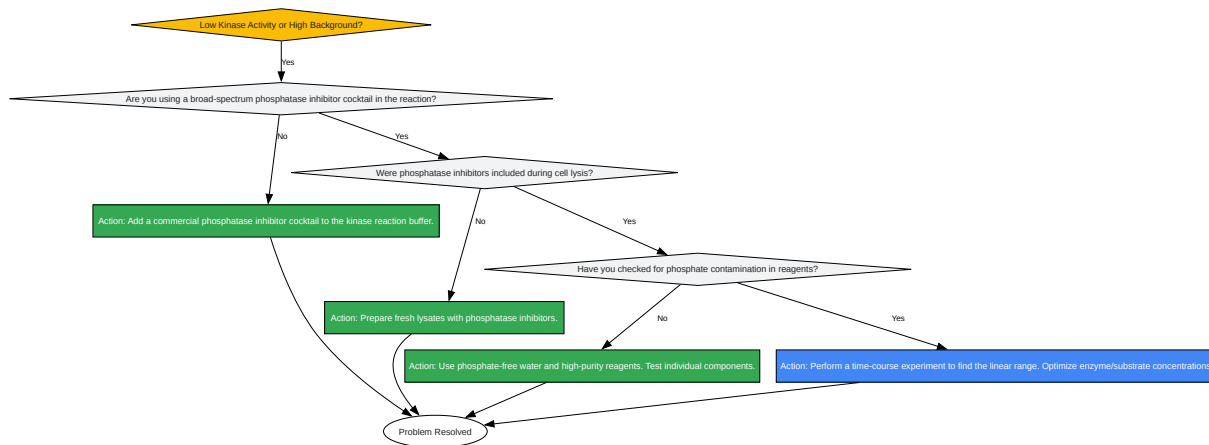 Low Kinase Activity or High Background?
Yes
Are you using a broad-spectrum phosphatase inhibitor cocktail in the reaction?
No
Yes
Were phosphatase inhibitors included during cell lysis?
Action: Add a commercial phosphatase inhibitor cocktail to the kinase reaction buffer.
No
Yes
Have you checked for phosphate contamination in reagents?
Action: Prepare fresh lysates with phosphatase inhibitors.
No
Yes
Action: Use phosphate-free water and high-purity reagents. Test individual components.
Action: Perform a time-course experiment to find the linear range. Optimize enzyme/substrate concentrations
Problem Resolved